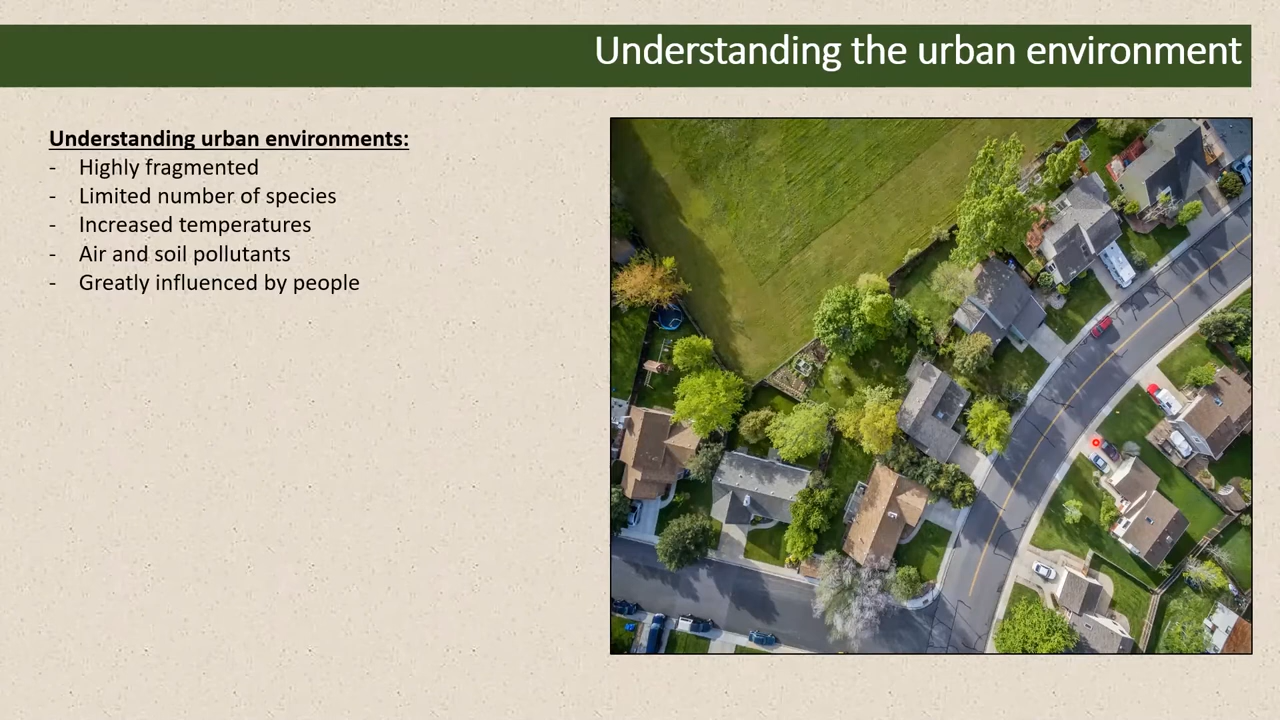 Understanding the urban environment
Understanding urban environments:
- Highly fragmented
- Limited number of species
- Increased temperatures
- Air and soil pollutants
- Greatly influenced by people